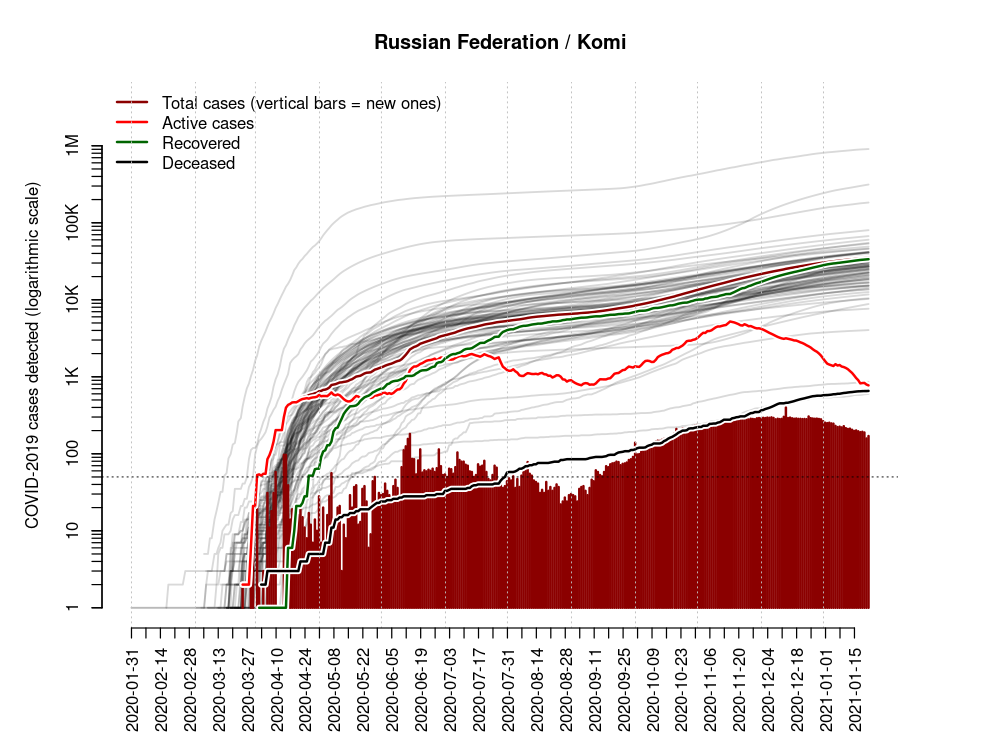 Russian Federation / Komi
Total cases (vertical bars = new ones)
Active cases
Recovered
Deceased
COVID-2019 cases detected (logarithmic scale)
1M
100K
10K
1K
100
10
1
2020-01-31
2020-02-14
2020-02-28
2020-03-13
2020-03-27
2020-04-10
2020-04-24
2020-05-08
2020-05-22
2020-06-05
2020-06-19
2020-07-03
2020-07-17
2020-07-31
2020-08-14
2020-08-28
2020-09-11
2020-09-25
2020-10-09
2020-10-23
2020-11-06
2020-11-20
2020-12-04
2020-12-18
2021-01-01
2021-01-15